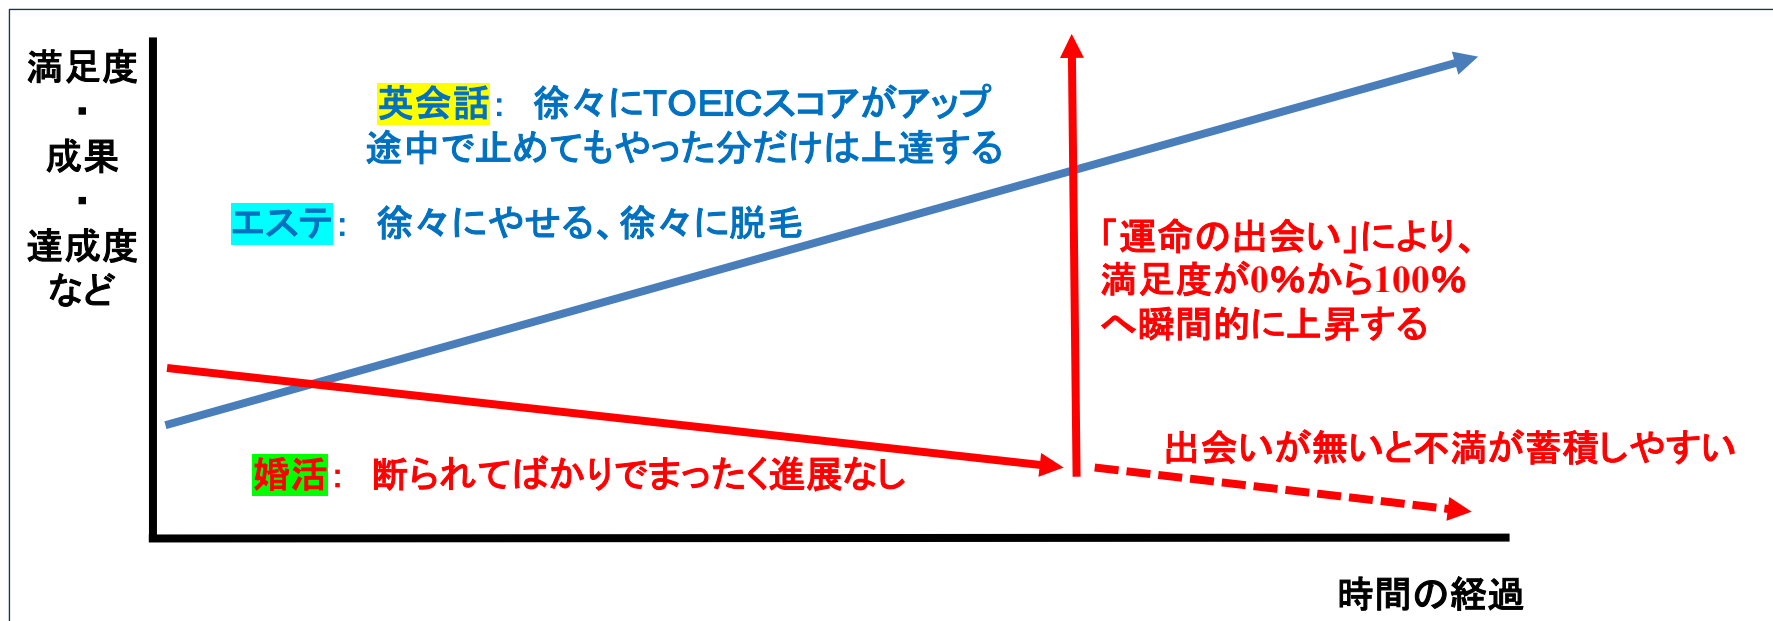 満足度
・
成果
・
達成度
など
英会話： 徐々にTOEICスコアがアップ
途中で止めてもやった分だけは上達する
エステ： 徐々にやせる、徐々に脱毛
「運命の出会い」により、
満足度が0%から100%
へ瞬間的に上昇する
婚活： 断られてばかりでまったく進展なし
出会いが無いと不満が蓄積しやすい
時間の経過